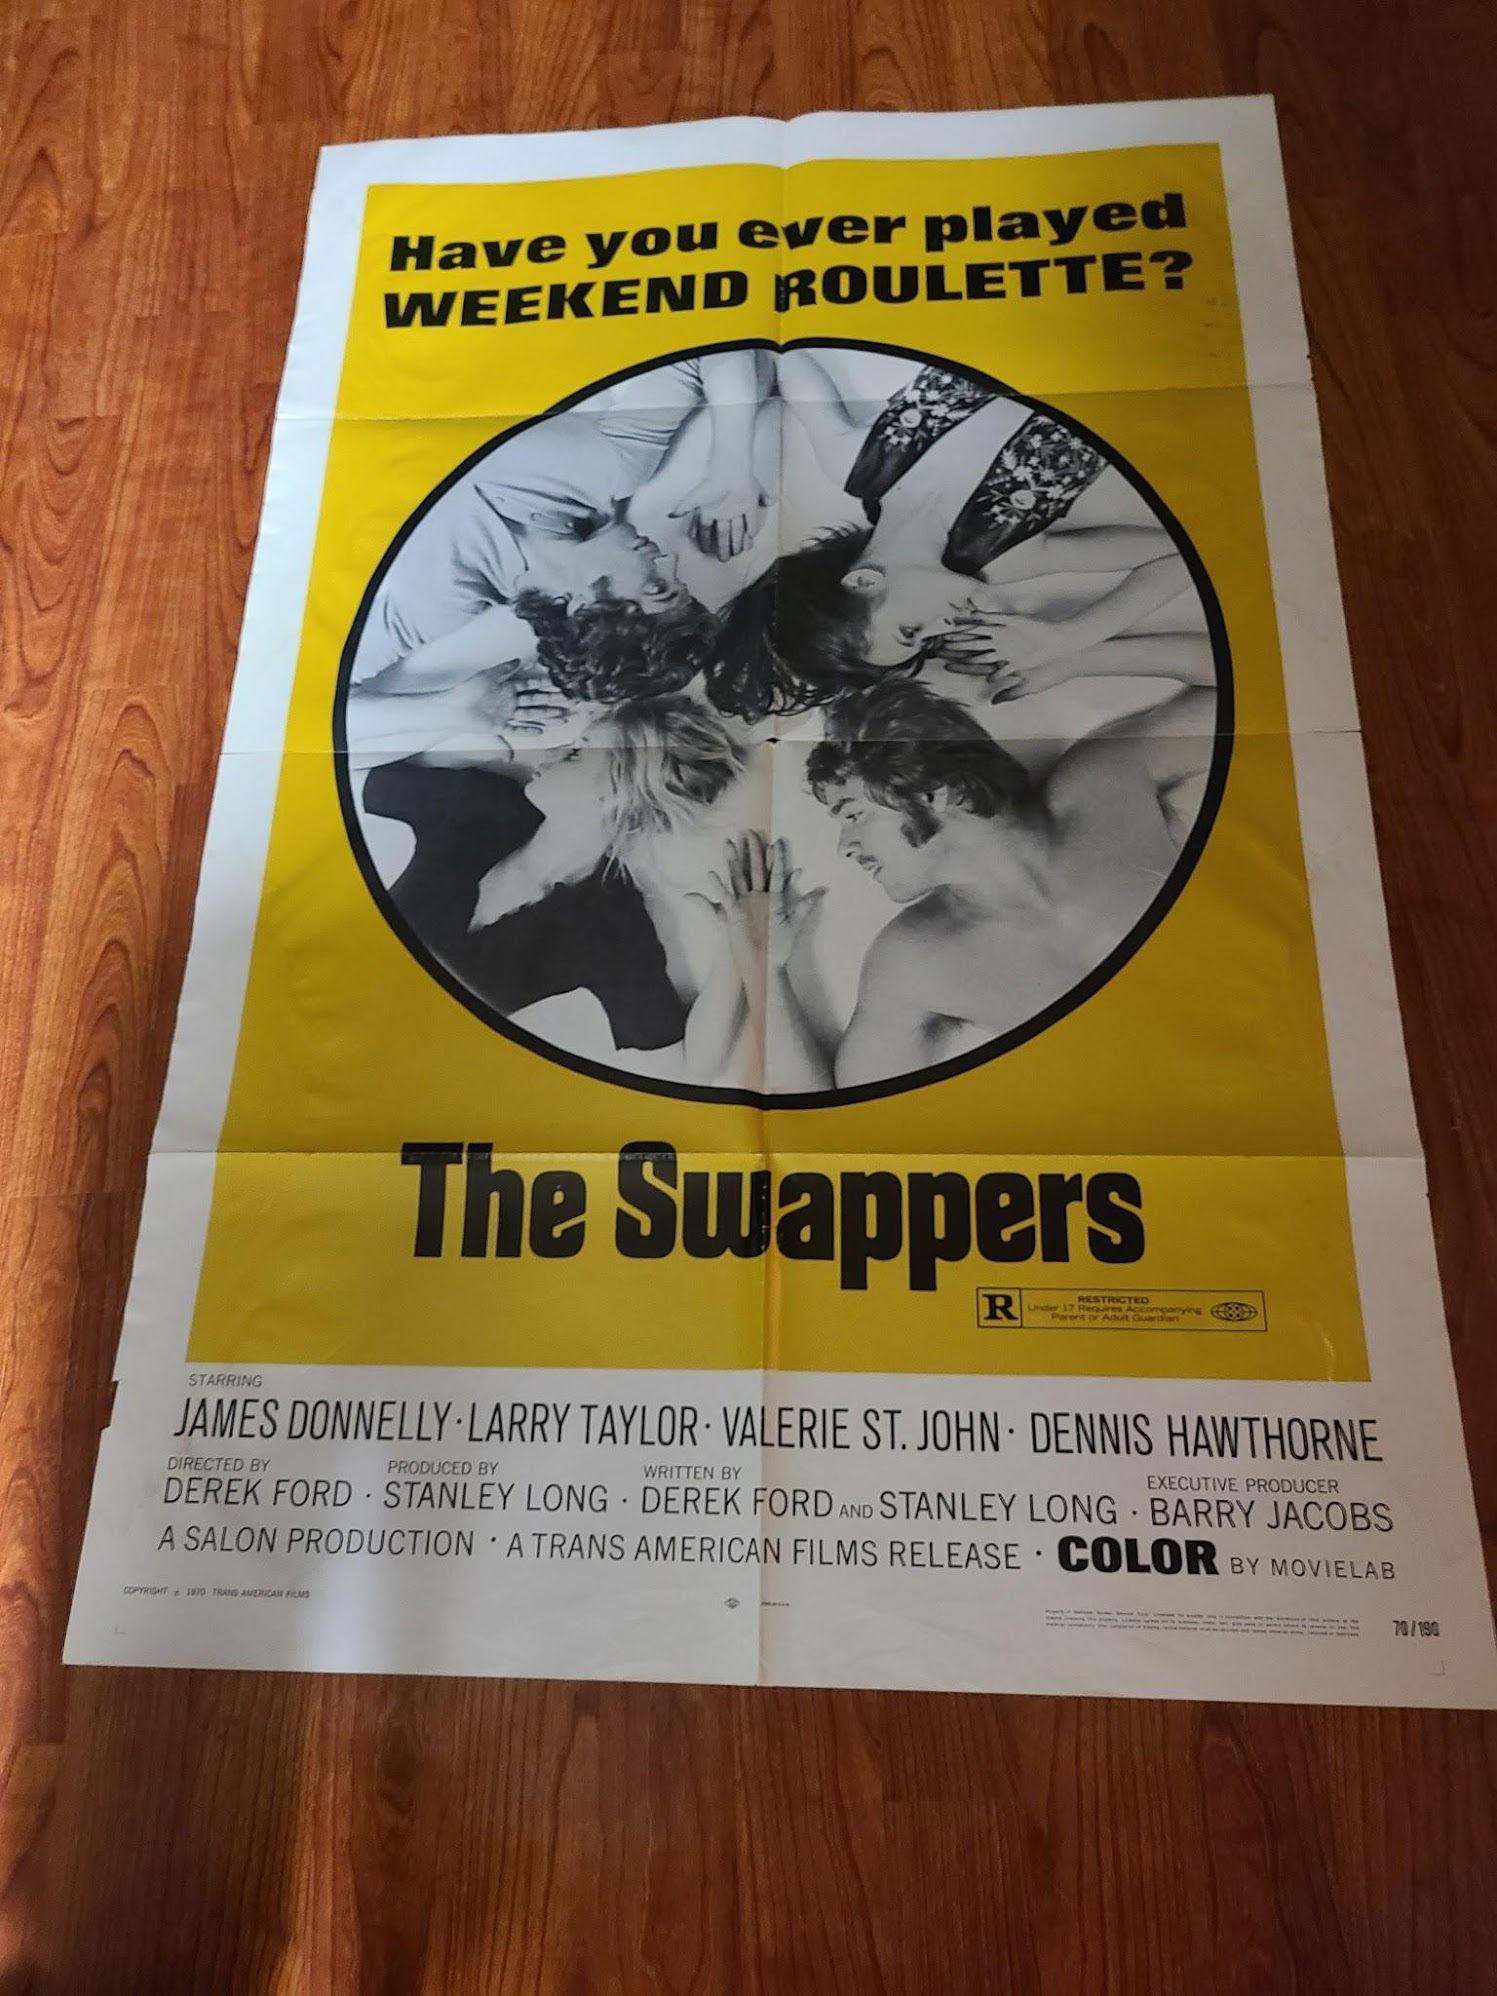 Have you ever played
WEEKEND ROULETTE?
The Swappers
R
RESTRICTED
Under 17 Requires Accompanying
Parent or Adult Guardian
STARRING
JAMES DONNELLY · LARRY TAYLOR · VALERIE ST. JOHN · DENNIS HAWTHORNE
DIRECTED BY PRODUCED BY WRITTEN BY EXECUTIVE PRODUCER
DEREK FORD · STANLEY LONG · DEREK FORD AND STANLEY LONG · BARRY JACOBS
A SALON PRODUCTION · A TRANS AMERICAN FILMS RELEASE · COLOR BY MOVIELAB
COPYRIGHT © 1970 TRANS AMERICAN FILMS
70/190